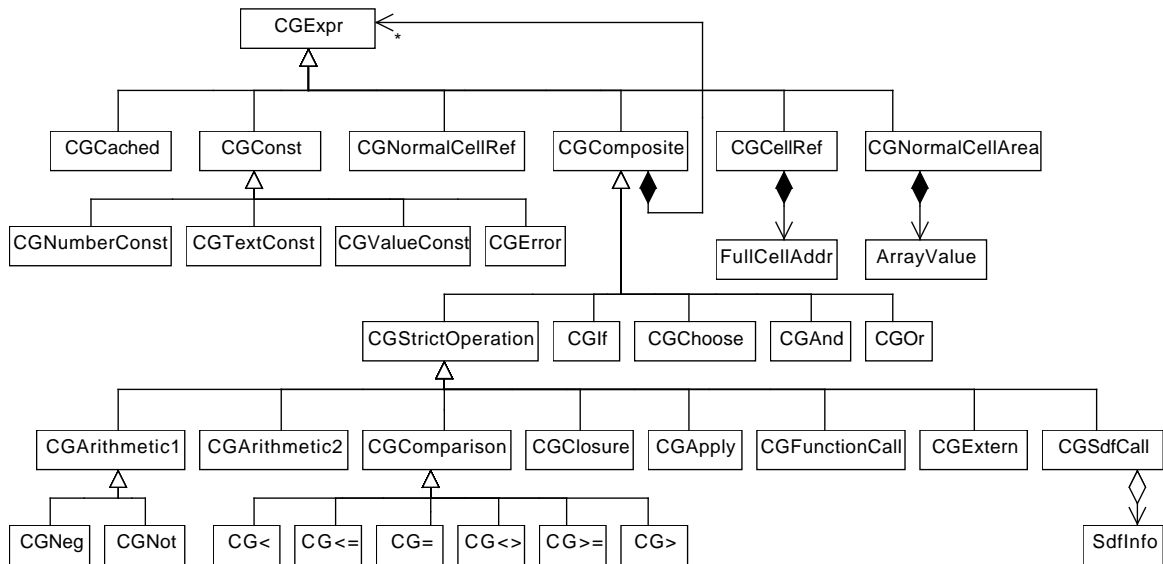 CGExpr
*
CGCached
CGConst
CGNormalCellRef
CGComposite
CGCellRef
CGNormalCellArea
CGNumberConst
CGTextConst
CGValueConst
CGError
FullCellAddr
ArrayValue
CGStrictOperation
CGIf
CGChoose
CGAnd
CGOr
CGArithmetic1
CGArithmetic2
CGComparison
CGClosure
CGApply
CGFunctionCall
CGExtern
CGSdfCall
CGNeg
CGNot
CG<
CG<=
CG=
CG<>
CG>=
CG>
SdfInfo